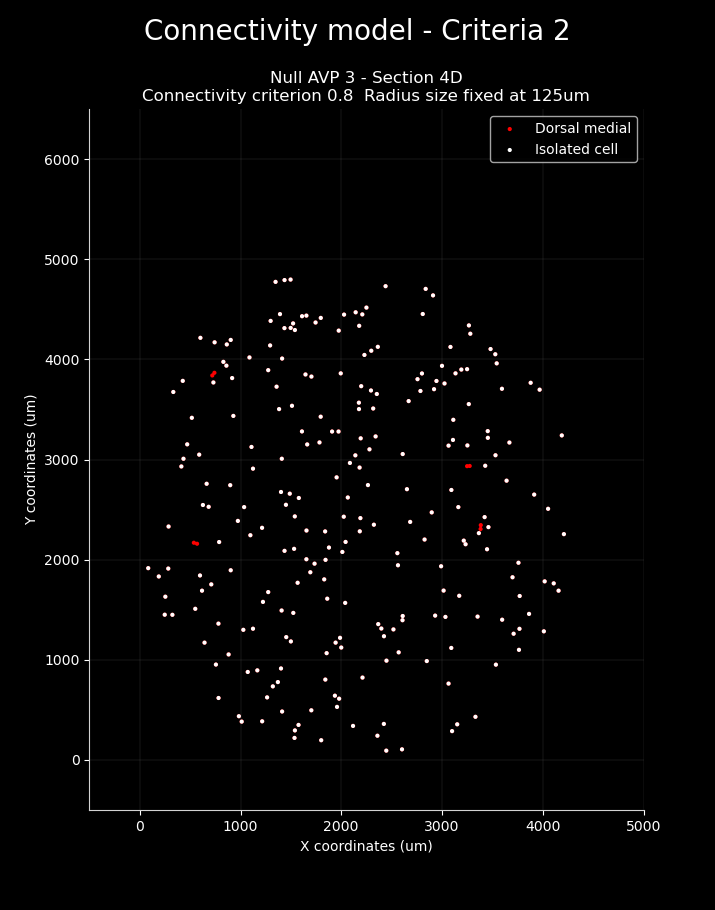 Connectivity model - Criteria 2
Null AVP 3 - Section 4D
Connectivity criterion 0.8  Radius size fixed at 125um
Dorsal medial
Isolated cell
6000
5000
4000
3000
2000
1000
0
Y coordinates (um)
0 1000 2000 3000 4000 5000
X coordinates (um)